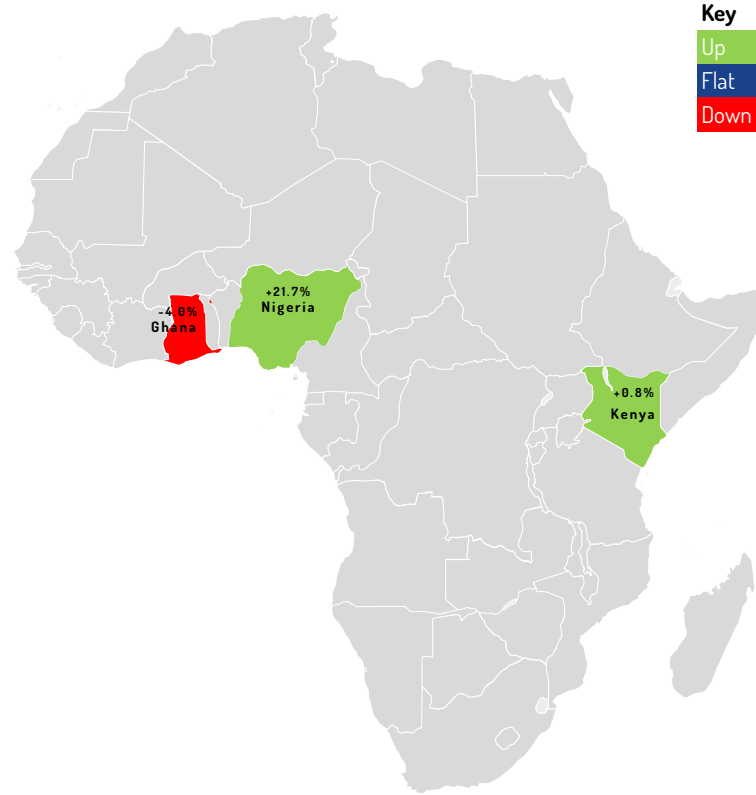 Key
Up
Flat
Down
+21.7%
Nigeria
-4.0%
Ghana
+0.8%
Kenya